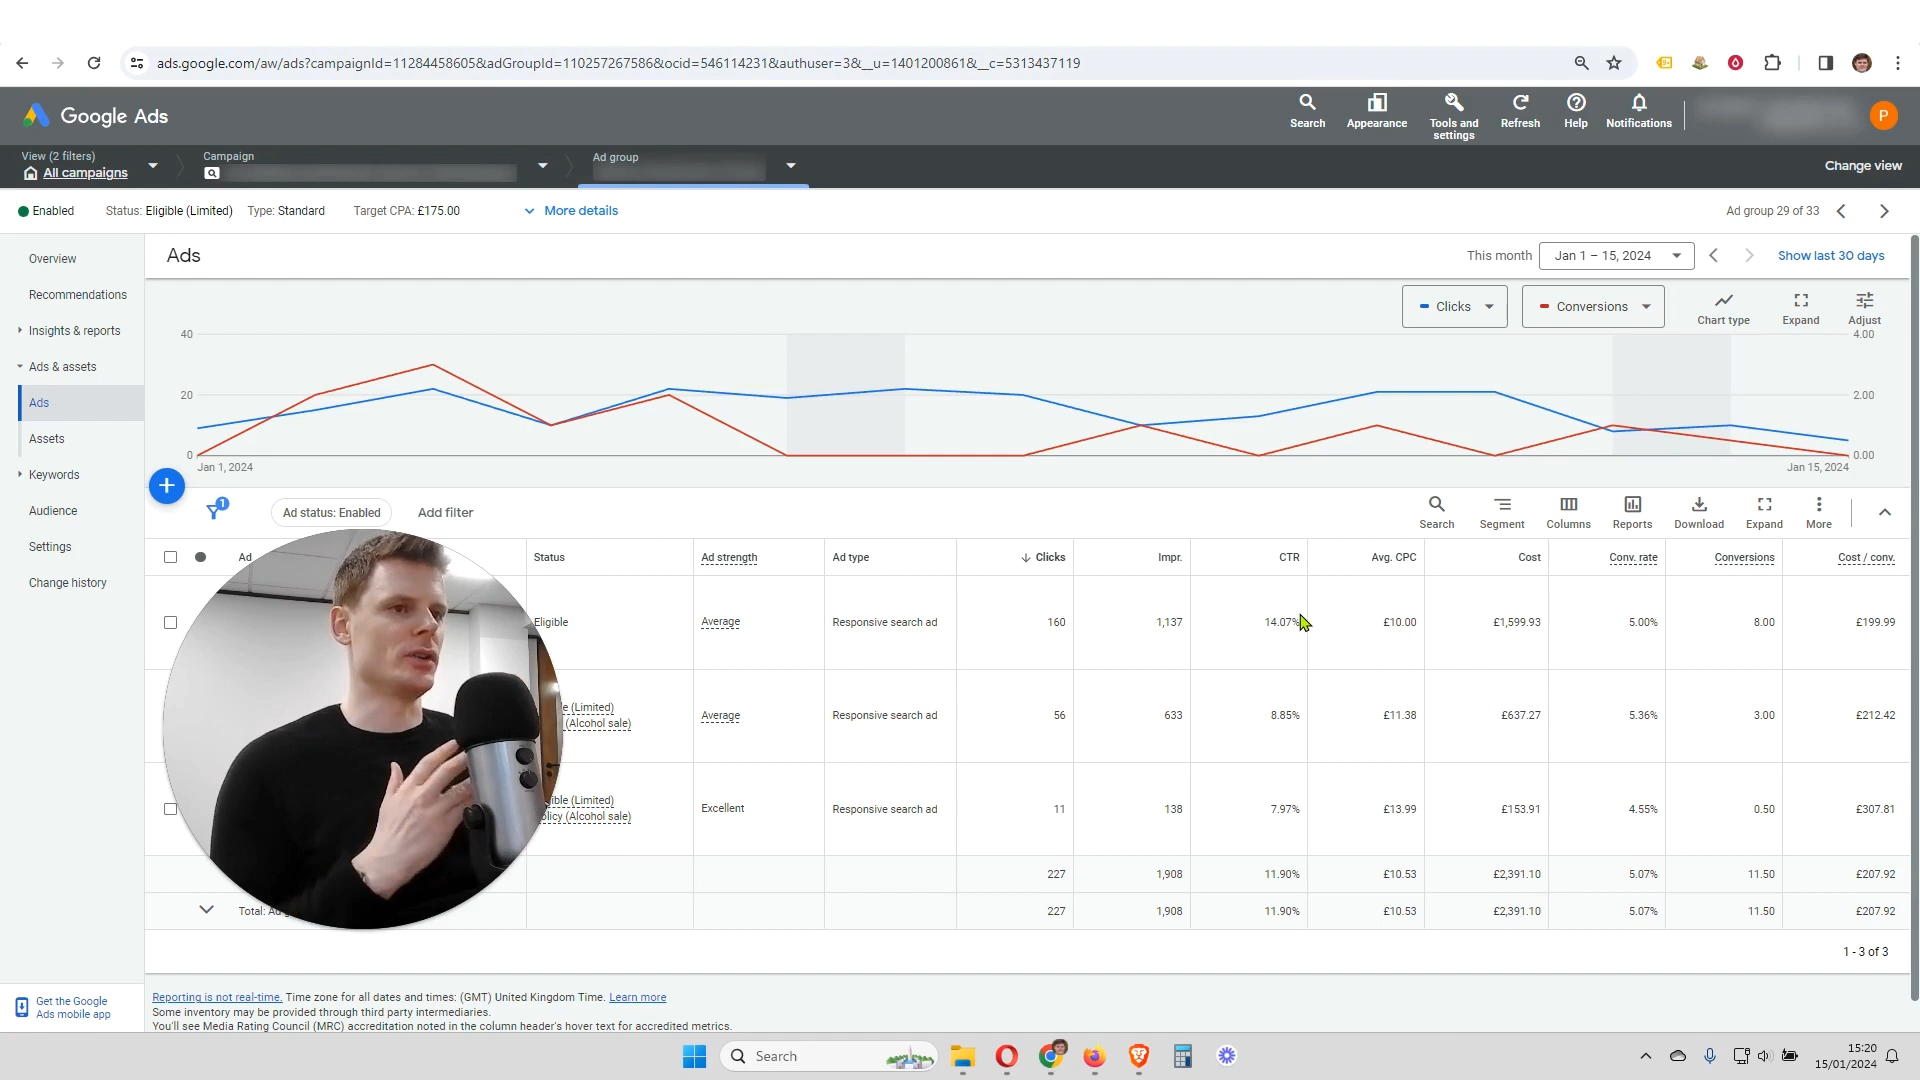 ads.google.com/aw/ads?campaignId=11284458605&adGroupId=110257267586&ocid=546114231&authuser=3&__u=1401200861&__c=5313437119
Google Ads
Search
Appearance
Tools and
settings
Refresh
Help
Notifications
P
View (2 filters)
All campaigns
Campaign
Ad group
Change view
Enabled
Status: Eligible (Limited)
Type: Standard
Target CPA: £175.00
More details
Ad group 29 of 33
Overview
Recommendations
Insights & reports
Ads & assets
Ads
Assets
Keywords
Audience
Settings
Change history
Get the Google
Ads mobile app
Ads
This month
Jan 1 – 15, 2024
Show last 30 days
Clicks
Conversions
Chart type
Expand
Adjust
40
20
0
4.00
2.00
0.00
Jan 1, 2024
Jan 15, 2024
1
Ad status: Enabled
Add filter
Search
Segment
Columns
Reports
Download
Expand
More
Ad Status Ad strength Ad type Clicks Impr. CTR Avg. CPC Cost Conv. rate Conversions Cost / conv.
Eligible Average Responsive search ad 160 1,137 14.07% £10.00 £1,599.93 5.00% 8.00 £199.99
(Limited)
(Alcohol sale)
Average Responsive search ad 56 633 8.85% £11.38 £637.27 5.36% 3.00 £212.42
(Limited)
(Alcohol sale)
Excellent Responsive search ad 11 138 7.97% £13.99 £153.91 4.55% 0.50 £307.81
227 1,908 11.90% £10.53 £2,391.10 5.07% 11.50 £207.92
Total: 227 1,908 11.90% £10.53 £2,391.10 5.07% 11.50 £207.92
1 - 3 of 3
Reporting is not real-time. Time zone for all dates and times: (GMT) United Kingdom Time. Learn more
Some inventory may be provided through third party intermediaries.
You'll see Media Rating Council (MRC) accreditation noted in the column header's hover text for accredited metrics.
Search
15:20
15/01/2024